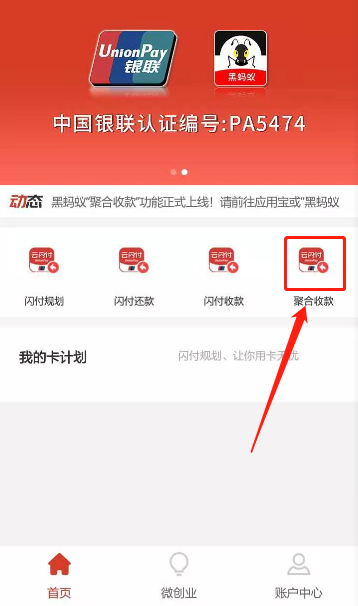 UnionPay
银联
黑蚂蚁
中国银联认证编号:PA5474
动态 黑蚂蚁“聚合收款”功能正式上线！请前往应用宝或“黑蚂蚁
云闪付 云闪付 云闪付 云闪付
闪付规划 闪付还款 闪付收款 聚合收款
我的卡计划 闪付规划、让你用卡无忧
首页 微创业 账户中心